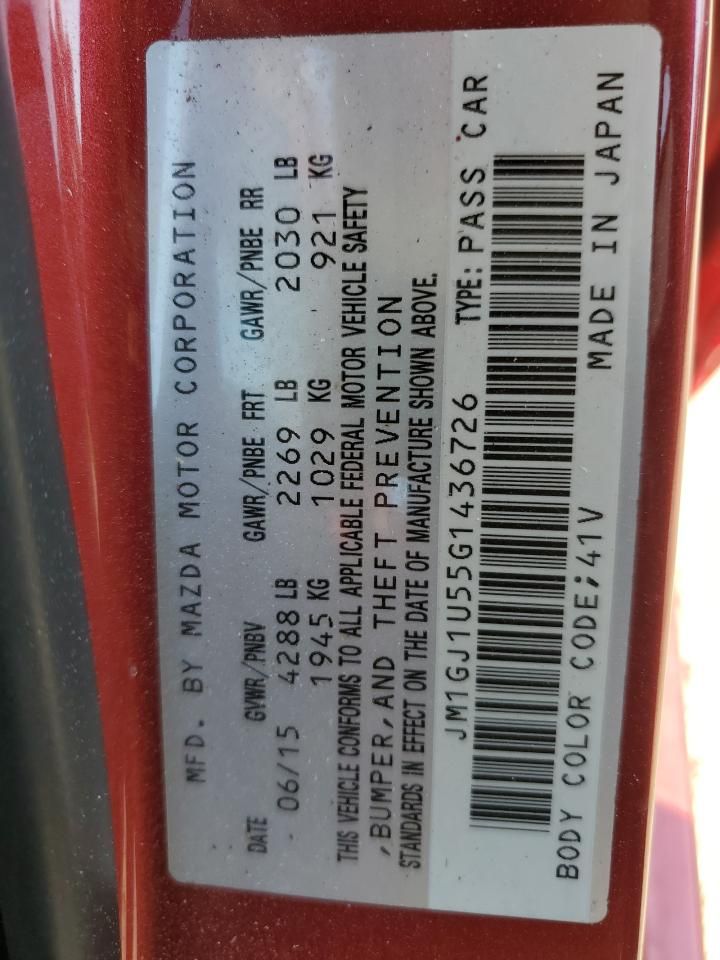 MFD. BY MAZDA MOTOR CORPORATION
DATE GVWR/PNBV GAWR/PNBE FRT GAWR/PNBE RR
06/15 4288 LB 2269 LB 2030 LB
1945 KG 1029 KG 921 KG
THIS VEHICLE CONFORMS TO ALL APPLICABLE FEDERAL MOTOR VEHICLE SAFETY
,BUMPER,AND THEFT PREVENTION
STANDARDS IN EFFECT ON THE DATE OF MANUFACTURE SHOWN ABOVE.
JM1GJ1U55G1436726 TYPE: PASS CAR
BODY COLOR CODE;41V MADE IN JAPAN